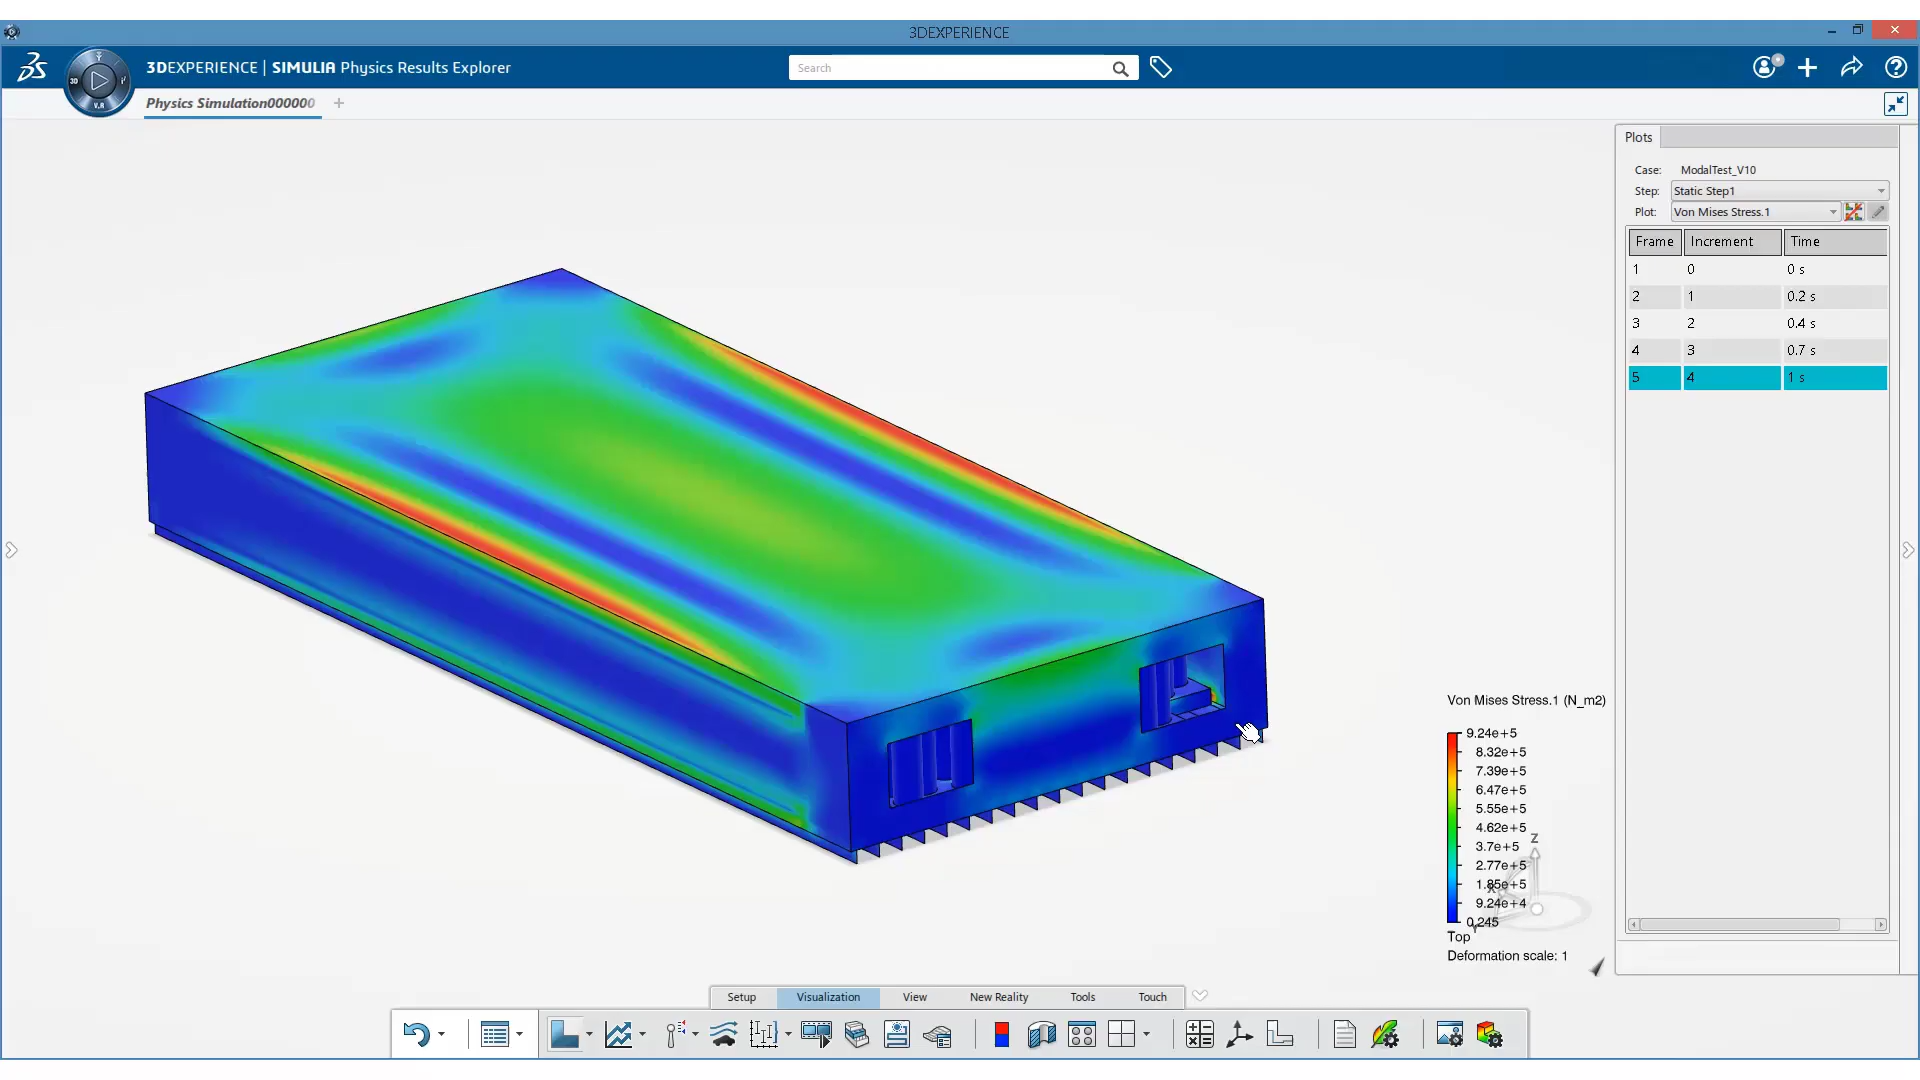 3DEXPERIENCE
3DEXPERIENCE | SIMULIA Physics Results Explorer
Search
3D
V.R
Physics Simulation000000
Plots
Case: ModalTest_V10
Step: Static Step1
Plot: Von Mises Stress.1
Frame Increment Time
1 0 0 s
2 1 0.2 s
3 2 0.4 s
4 3 0.7 s
5 4 1 s
Von Mises Stress.1 (N_m2)
9.24e+5
8.32e+5
7.39e+5
6.47e+5
5.55e+5
4.62e+5
3.7e+5
2.77e+5
1.85e+5
9.24e+4
0.245
Z
X
Y
Top
Deformation scale: 1
Setup Visualization View New Reality Tools Touch